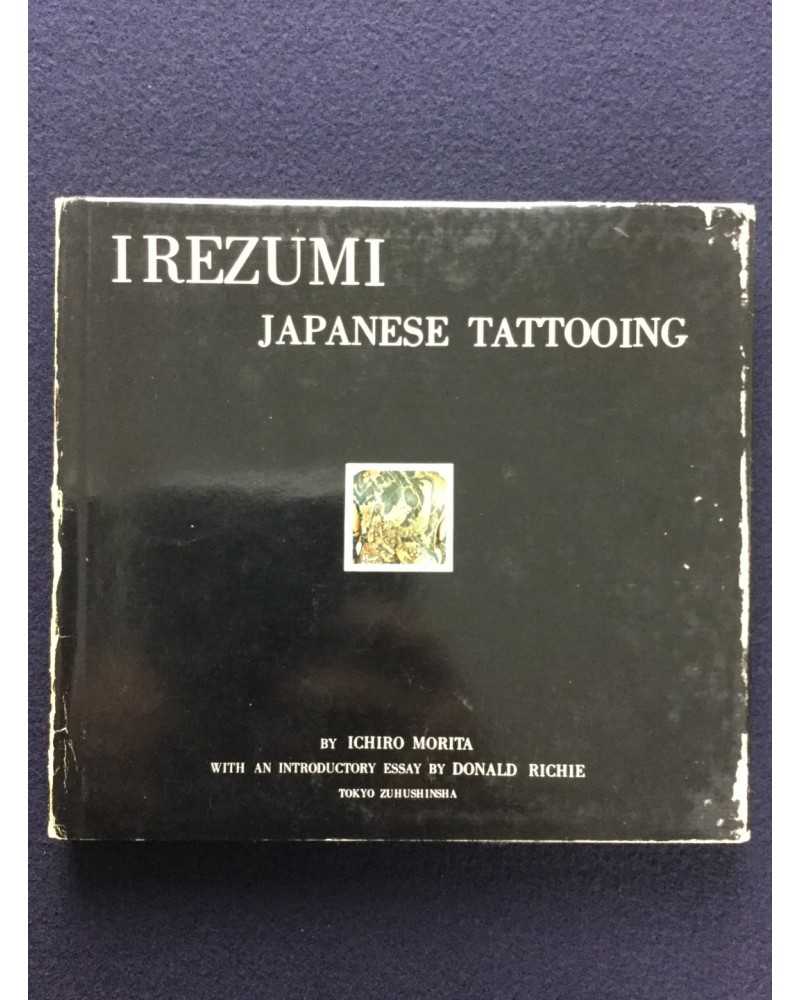 IREZUMI
JAPANESE TATTOOING
BY ICHIRO MORITA
WITH AN INTRODUCTORY ESSAY BY DONALD RICHIE
TOKYO ZUHUSHINSHA